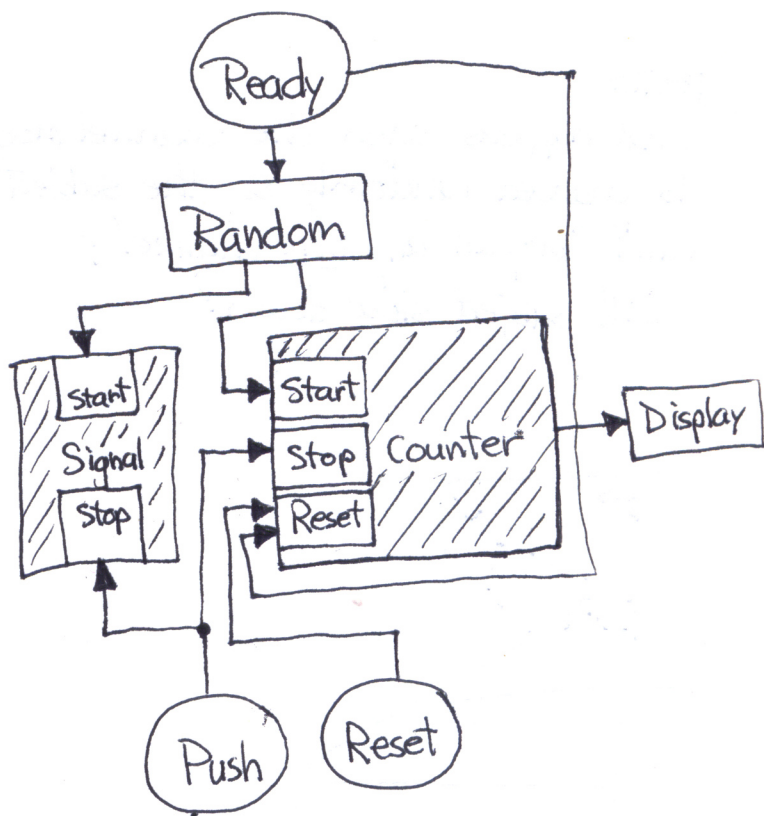 Ready
Random
Start
Signal
Stop
Start
Stop
Reset
Counter
Display
Push
Reset